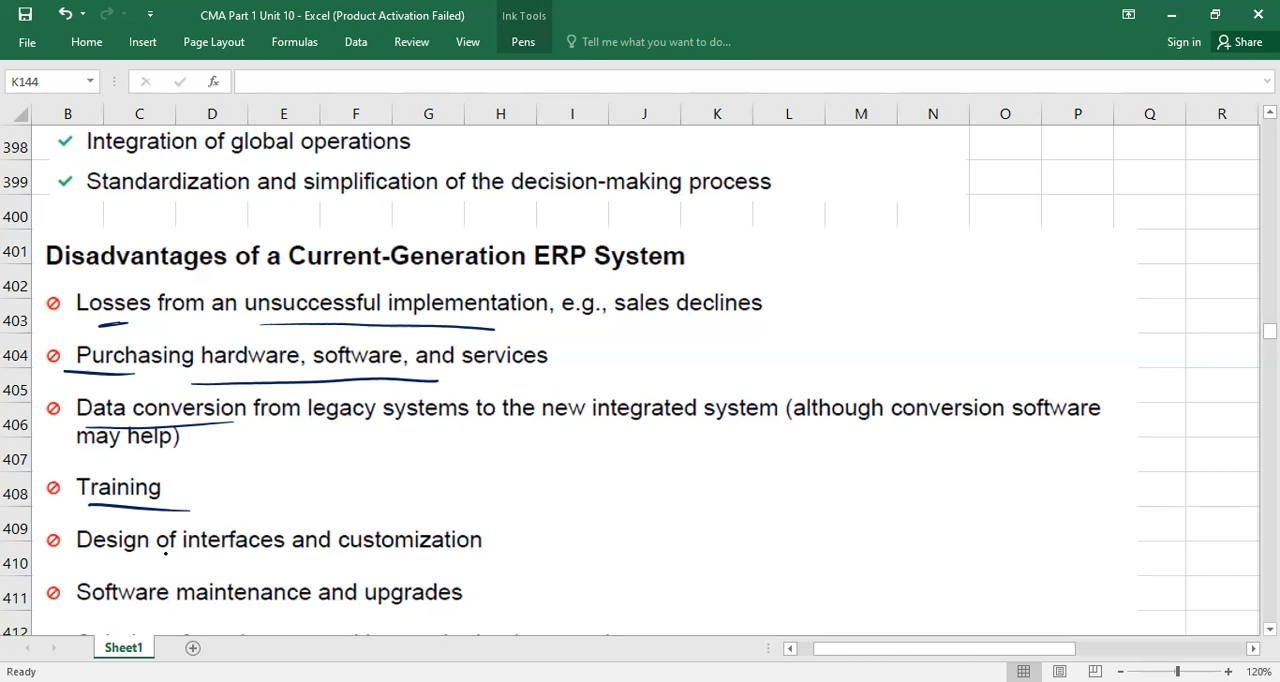 CMA Part 1 Unit 10 - Excel (Product Activation Failed)
Ink Tools
File Home Insert Page Layout Formulas Data Review View Pens Tell me what you want to do... Sign in Share
K144
fx
B C D E F G H I J K L M N O P Q R
398
Integration of global operations
399
Standardization and simplification of the decision-making process
400
401
Disadvantages of a Current-Generation ERP System
402
403
Losses from an unsuccessful implementation, e.g., sales declines
404
Purchasing hardware, software, and services
405
406
Data conversion from legacy systems to the new integrated system (although conversion software
may help)
407
408
Training
409
Design of interfaces and customization
410
411
Software maintenance and upgrades
412
Sheet1
Ready
120%